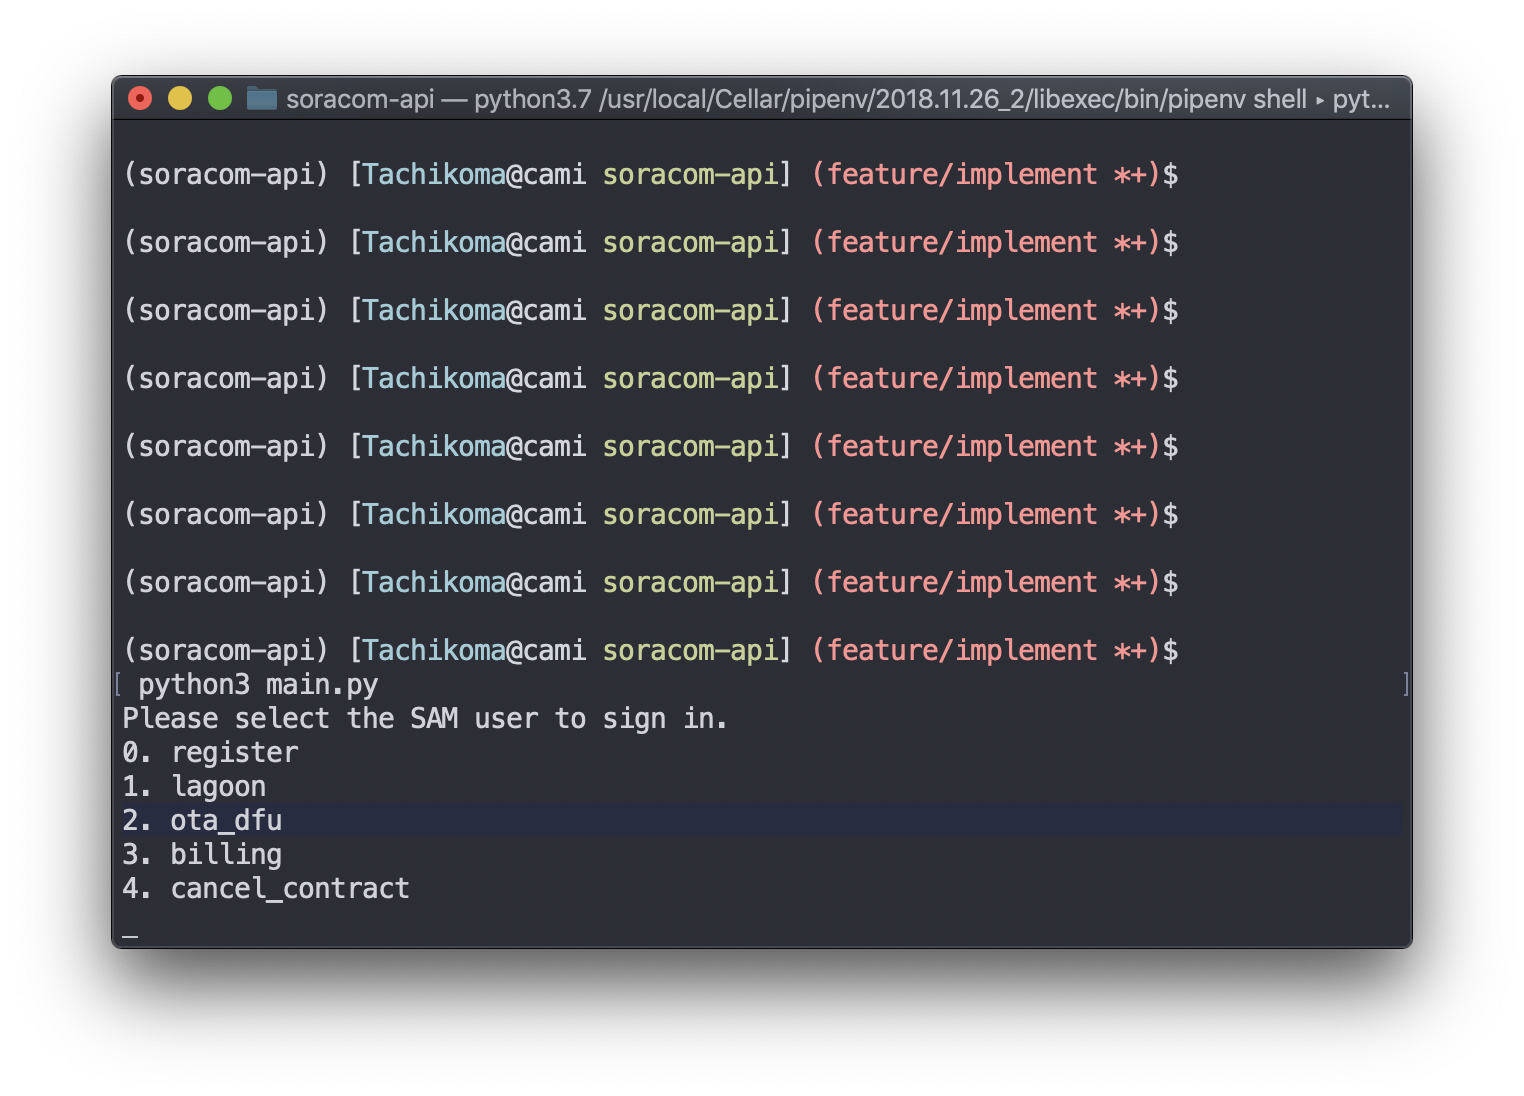 soracom-api — python3.7 /usr/local/Cellar/pipenv/2018.11.26_2/libexec/bin/pipenv shell ▸ pyt...
(soracom-api) [Tachikoma@cami soracom-api] (feature/implement *+)$
(soracom-api) [Tachikoma@cami soracom-api] (feature/implement *+)$
(soracom-api) [Tachikoma@cami soracom-api] (feature/implement *+)$
(soracom-api) [Tachikoma@cami soracom-api] (feature/implement *+)$
(soracom-api) [Tachikoma@cami soracom-api] (feature/implement *+)$
(soracom-api) [Tachikoma@cami soracom-api] (feature/implement *+)$
(soracom-api) [Tachikoma@cami soracom-api] (feature/implement *+)$
(soracom-api) [Tachikoma@cami soracom-api] (feature/implement *+)$
[ python3 main.py ]
Please select the SAM user to sign in.
0. register
1. lagoon
2. ota_dfu
3. billing
4. cancel_contract
_